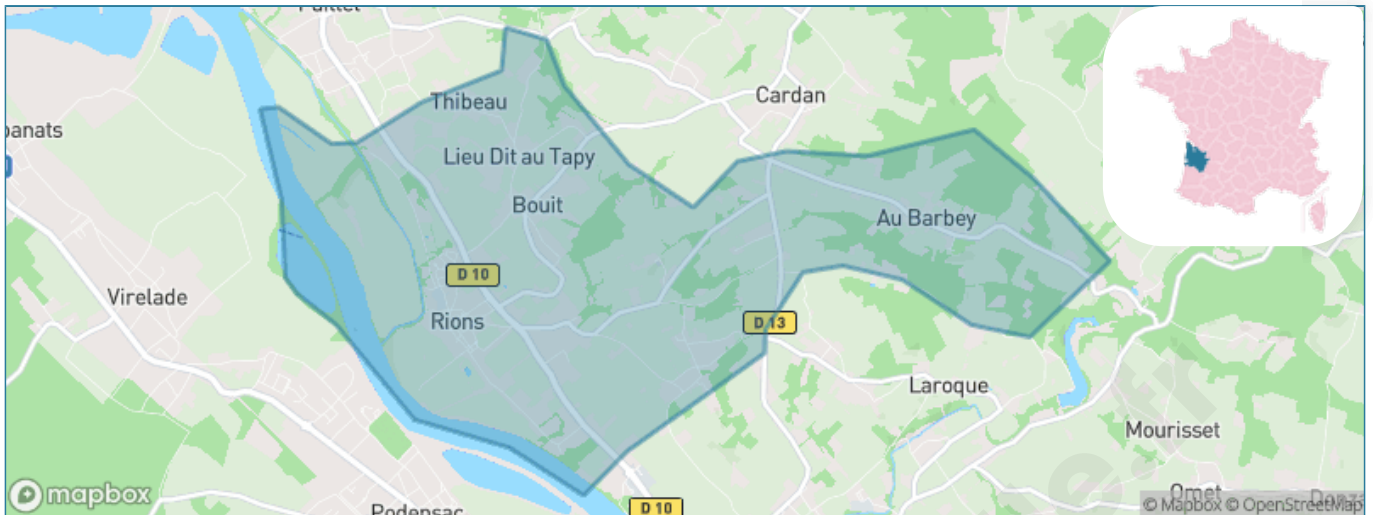 Paillet
Thibeau
Cardan
Lieu Dit au Tapy
Bouit
Au Barbey
D 10
Virelade
Rions
D 13
Laroque
Mourisset
Omet
mapbox
Podensac
D 10
© Mapbox © OpenStreetMap